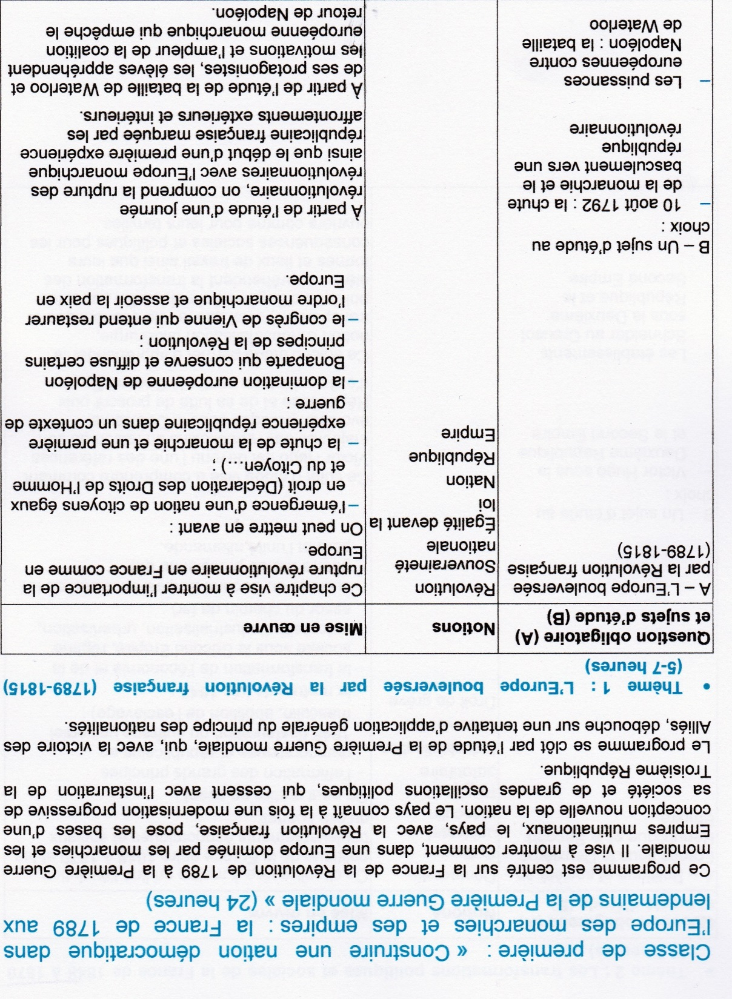 Classe de première : « Construire une nation démocratique dans
l'Europe des monarchies et des empires : la France de 1789 aux
lendemains de la Première Guerre mondiale » (24 heures)
Ce programme est centré sur la France de la Révolution de 1789 à la Première Guerre
mondiale. Il vise à montrer comment, dans une Europe dominée par les monarchies et les
Empires multinationaux, le pays, avec la Révolution française, pose les bases d'une
conception nouvelle de la nation. Le pays connaît à la fois une modernisation progressive de
sa société et de grandes oscillations politiques, qui cessent avec l'instauration de la
Troisième République.
Le programme se clôt par l'étude de la Première Guerre mondiale, qui, avec la victoire des
Alliés, débouche sur une tentative d'application générale du principe des nationalités.
• Thème 1 : L'Europe bouleversée par la Révolution française (1789-1815)
(5-7 heures)
Question obligatoire (A)
et sujets d'étude (B)
Notions
Mise en œuvre
A – L'Europe bouleversée
par la Révolution française
(1789-1815)
Révolution
Souveraineté
nationale
Égalité devant la
loi
Nation
République
Empire
Ce chapitre vise à montrer l'importance de la
rupture révolutionnaire en France comme en
Europe.
On peut mettre en avant :
– l'émergence d'une nation de citoyens égaux
en droit (Déclaration des Droits de l'Homme
et du Citoyen…) ;
– la chute de la monarchie et une première
expérience républicaine dans un contexte de
guerre ;
– la domination européenne de Napoléon
Bonaparte qui conserve et diffuse certains
principes de la Révolution ;
– le congrès de Vienne qui entend restaurer
l'ordre monarchique et asseoir la paix en
Europe.
B – Un sujet d'étude au
choix :
– 10 août 1792 : la chute
de la monarchie et le
basculement vers une
république
révolutionnaire
À partir de l'étude d'une journée
révolutionnaire, on comprend la rupture des
révolutionnaires avec l'Europe monarchique
ainsi que le début d'une première expérience
républicaine française marquée par les
affrontements extérieurs et intérieurs.
– Les puissances
européennes contre
Napoléon : la bataille
de Waterloo
À partir de l'étude de la bataille de Waterloo et
de ses protagonistes, les élèves appréhendent
les motivations et l'ampleur de la coalition
européenne monarchique qui empêche le
retour de Napoléon.